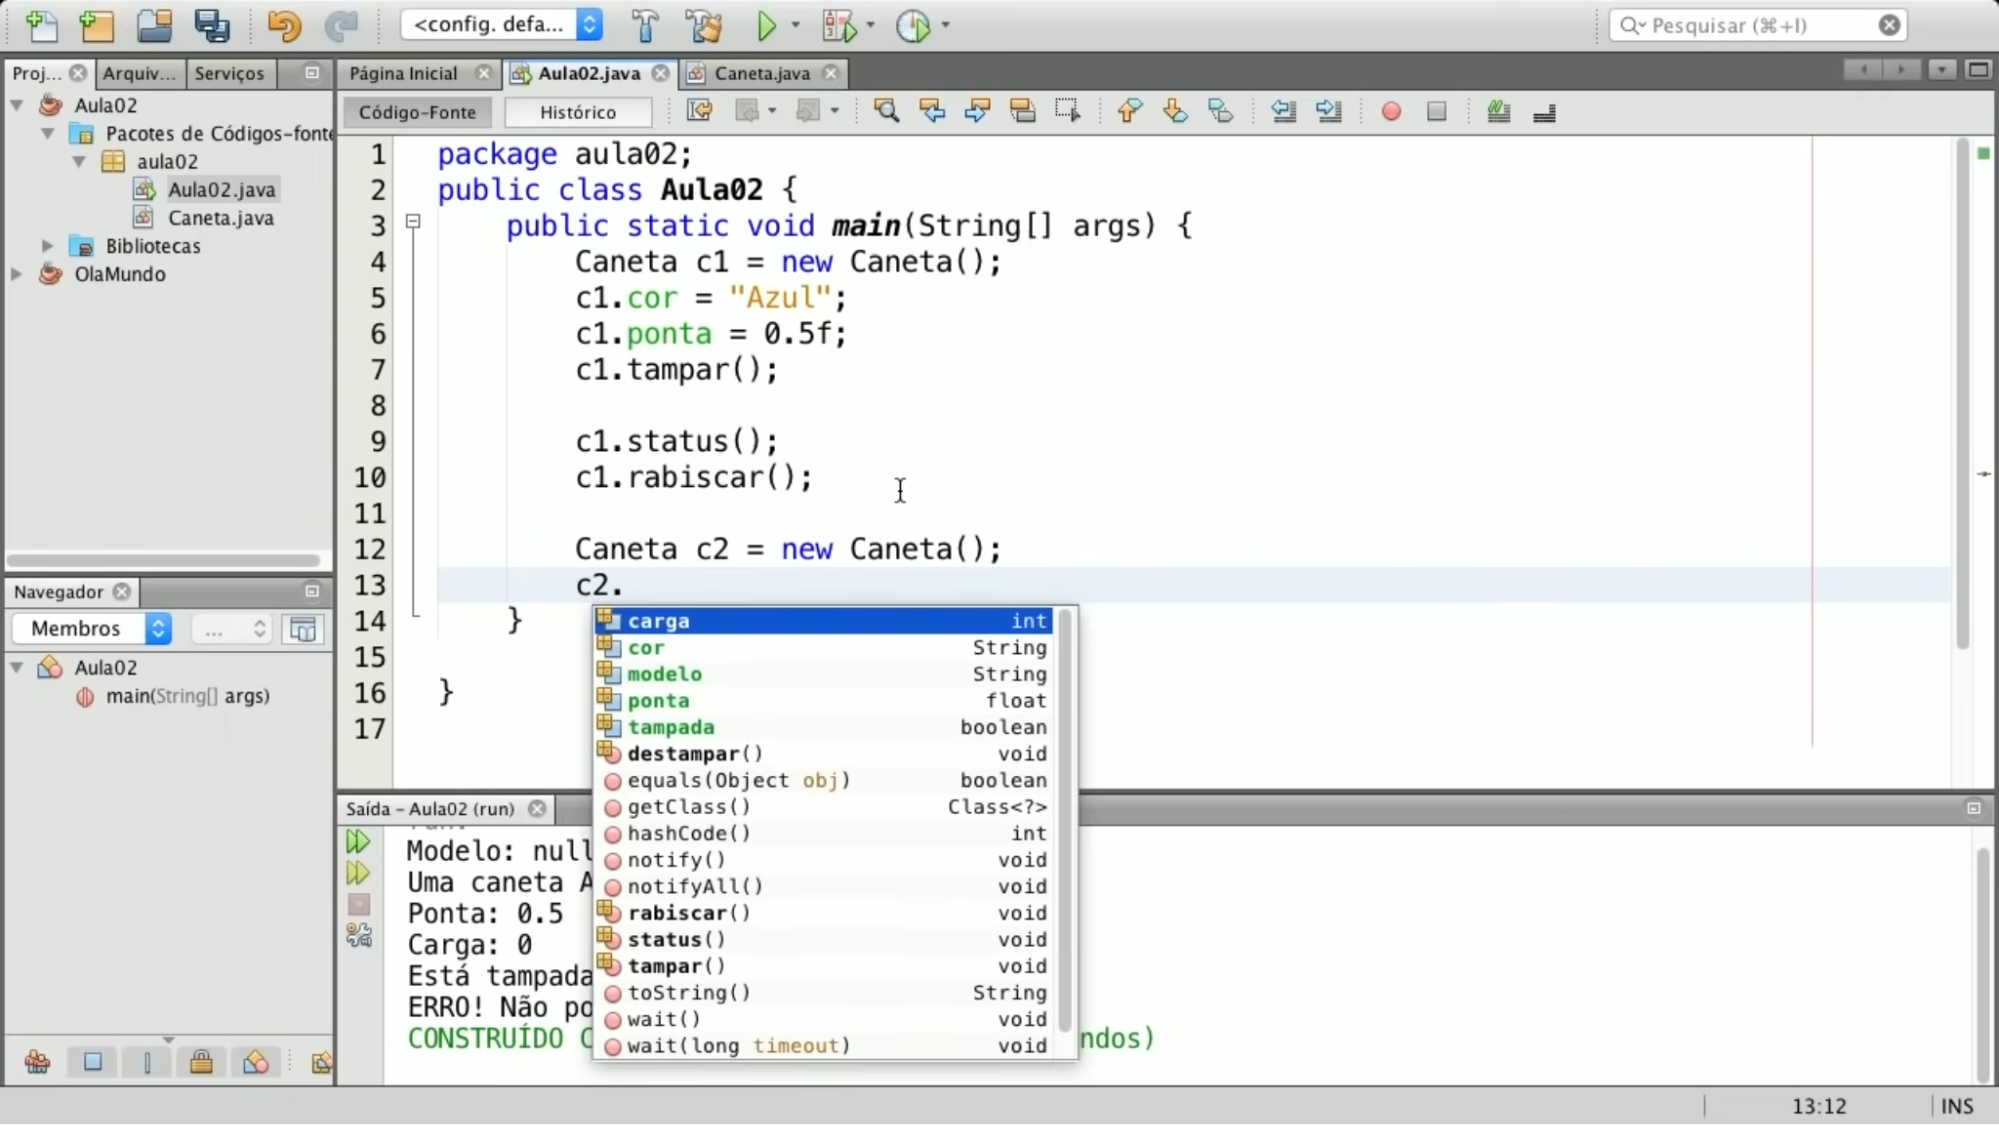 <config. defa...
Pesquisar (⌘+I)
Proj...
Arquiv...
Serviços
Página Inicial
Aula02.java
Caneta.java
Aula02
Pacotes de Códigos-fonte
aula02
Aula02.java
Caneta.java
Bibliotecas
OlaMundo
Código-Fonte
Histórico
1 package aula02;
2 public class Aula02 {
3 public static void main(String[] args) {
4 Caneta c1 = new Caneta();
5 c1.cor = "Azul";
6 c1.ponta = 0.5f;
7 c1.tampar();
8
9 c1.status();
10 c1.rabiscar();
11
12 Caneta c2 = new Caneta();
13 c2.
14 }
15
16 }
17
carga int
cor String
modelo String
ponta float
tampada boolean
destampar() void
equals(Object obj) boolean
getClass() Class<?>
hashCode() int
notify() void
notifyAll() void
rabiscar() void
status() void
tampar() void
toString() String
wait() void
wait(long timeout) void
Navegador
Membros
...
Aula02
main(String[] args)
Saída – Aula02 (run)
Modelo: null
Uma caneta A
Ponta: 0.5
Carga: 0
Está tampada
ERRO! Não po
CONSTRUÍDO C ndos)
13:12
INS